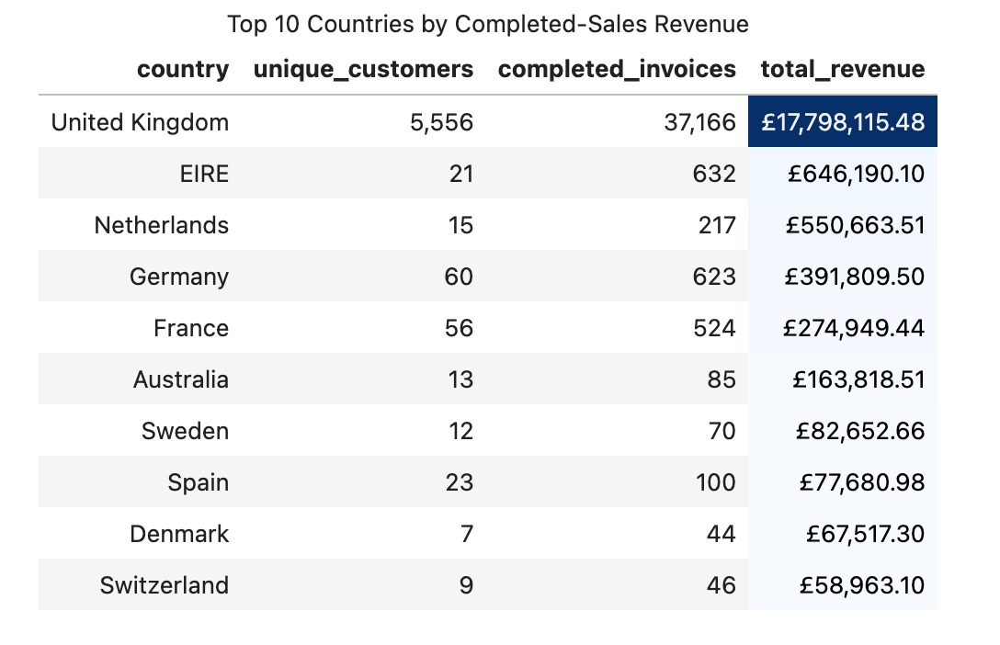 Top 10 Countries by Completed-Sales Revenue
country unique_customers completed_invoices total_revenue
United Kingdom 5,556 37,166 £17,798,115.48
EIRE 21 632 £646,190.10
Netherlands 15 217 £550,663.51
Germany 60 623 £391,809.50
France 56 524 £274,949.44
Australia 13 85 £163,818.51
Sweden 12 70 £82,652.66
Spain 23 100 £77,680.98
Denmark 7 44 £67,517.30
Switzerland 9 46 £58,963.10